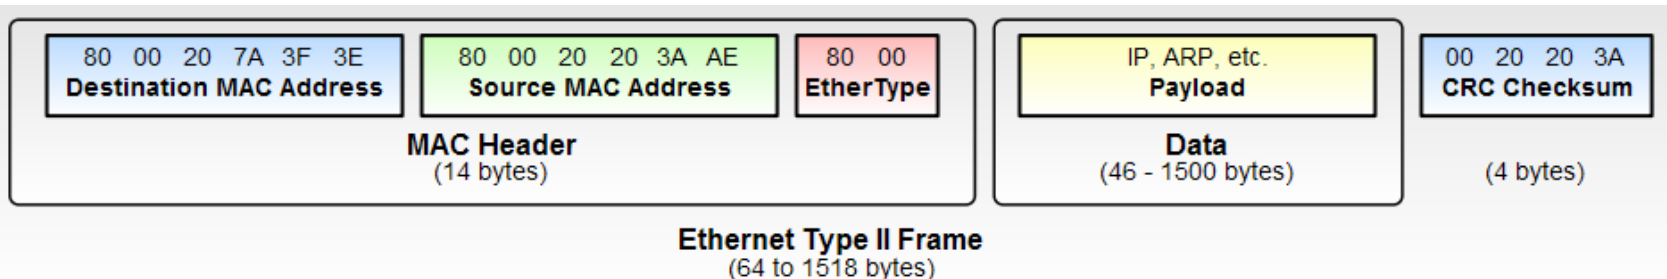 80 00 20 7A 3F 3E
Destination MAC Address
80 00 20 20 3A AE
Source MAC Address
80 00
EtherType
MAC Header
(14 bytes)
IP, ARP, etc.
Payload
Data
(46 - 1500 bytes)
00 20 20 3A
CRC Checksum
(4 bytes)
Ethernet Type II Frame
(64 to 1518 bytes)